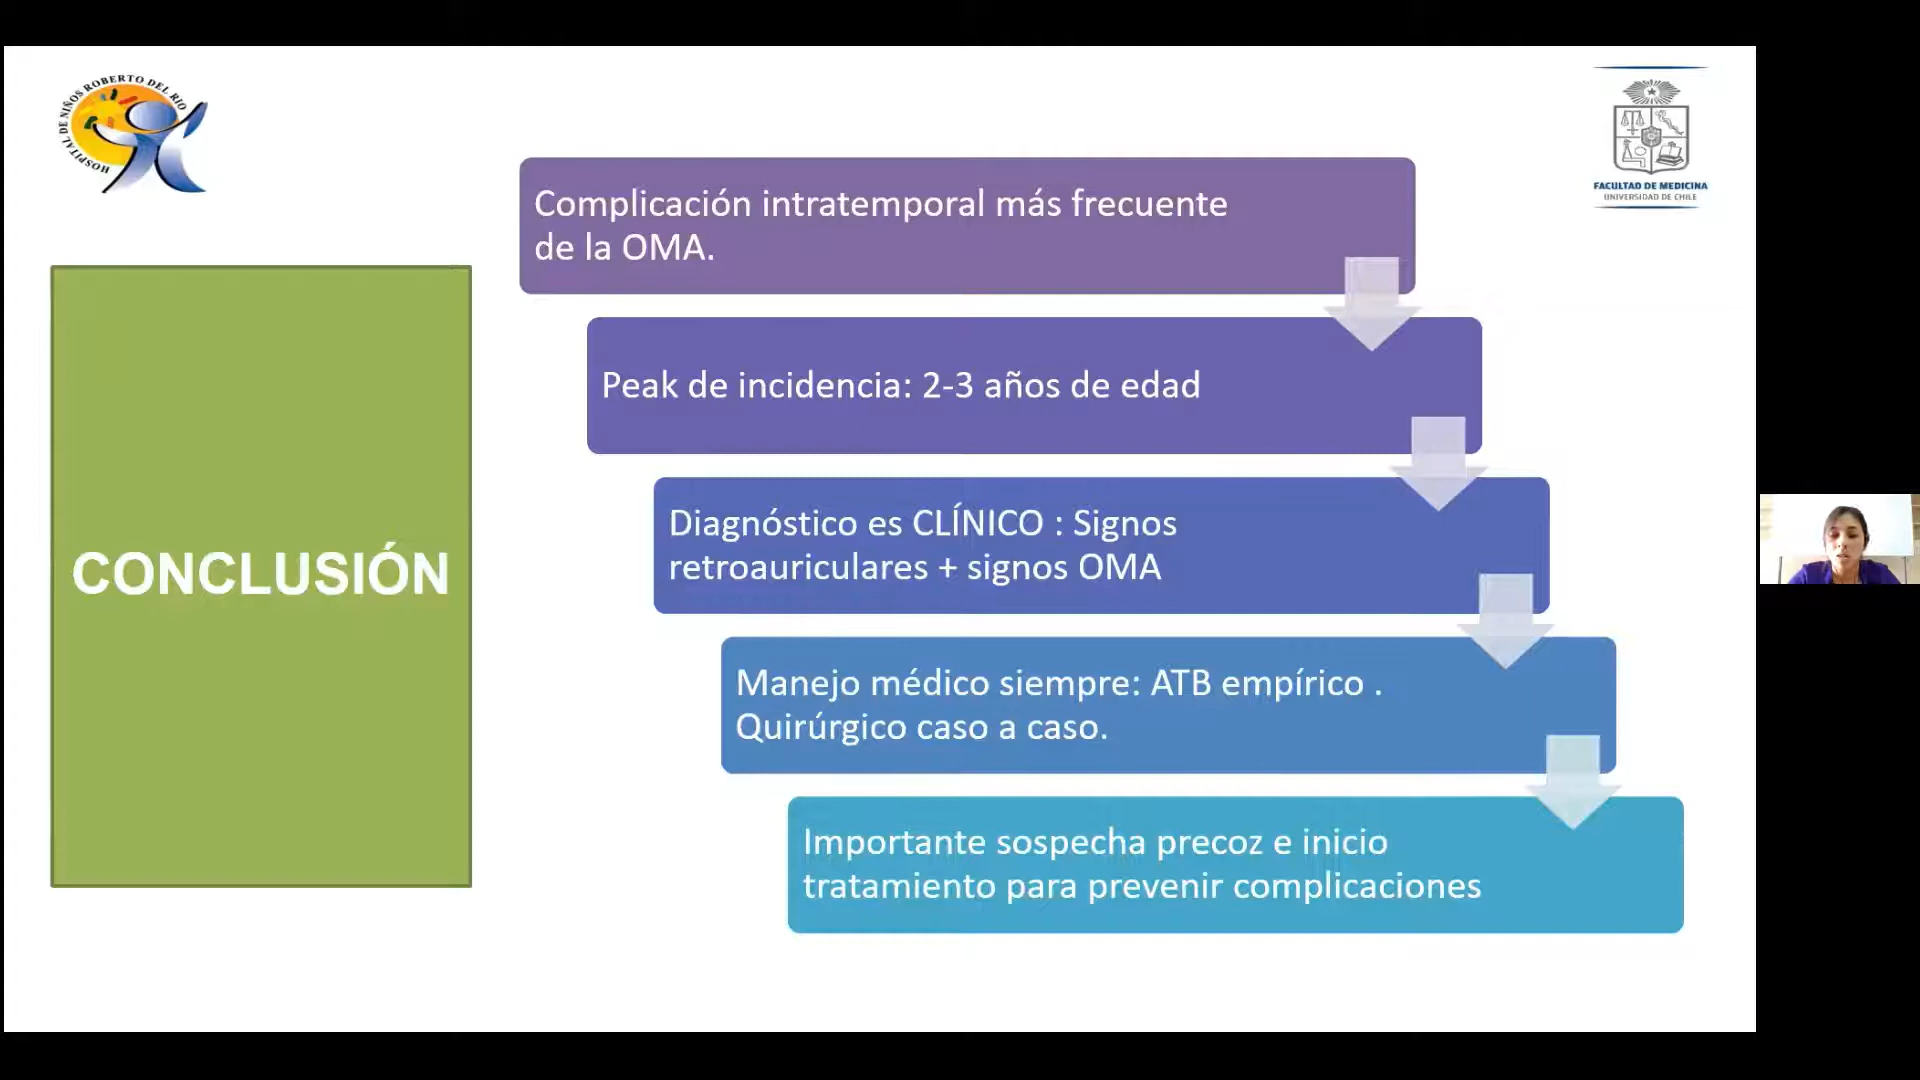 HOSPITAL DE NIÑOS ROBERTO DEL RIO
FACULTAD DE MEDICINA
UNIVERSIDAD DE CHILE
CONCLUSIÓN
Complicación intratemporal más frecuente
de la OMA.
Peak de incidencia: 2-3 años de edad
Diagnóstico es CLÍNICO : Signos
retroauriculares + signos OMA
Manejo médico siempre: ATB empírico .
Quirúrgico caso a caso.
Importante sospecha precoz e inicio
tratamiento para prevenir complicaciones